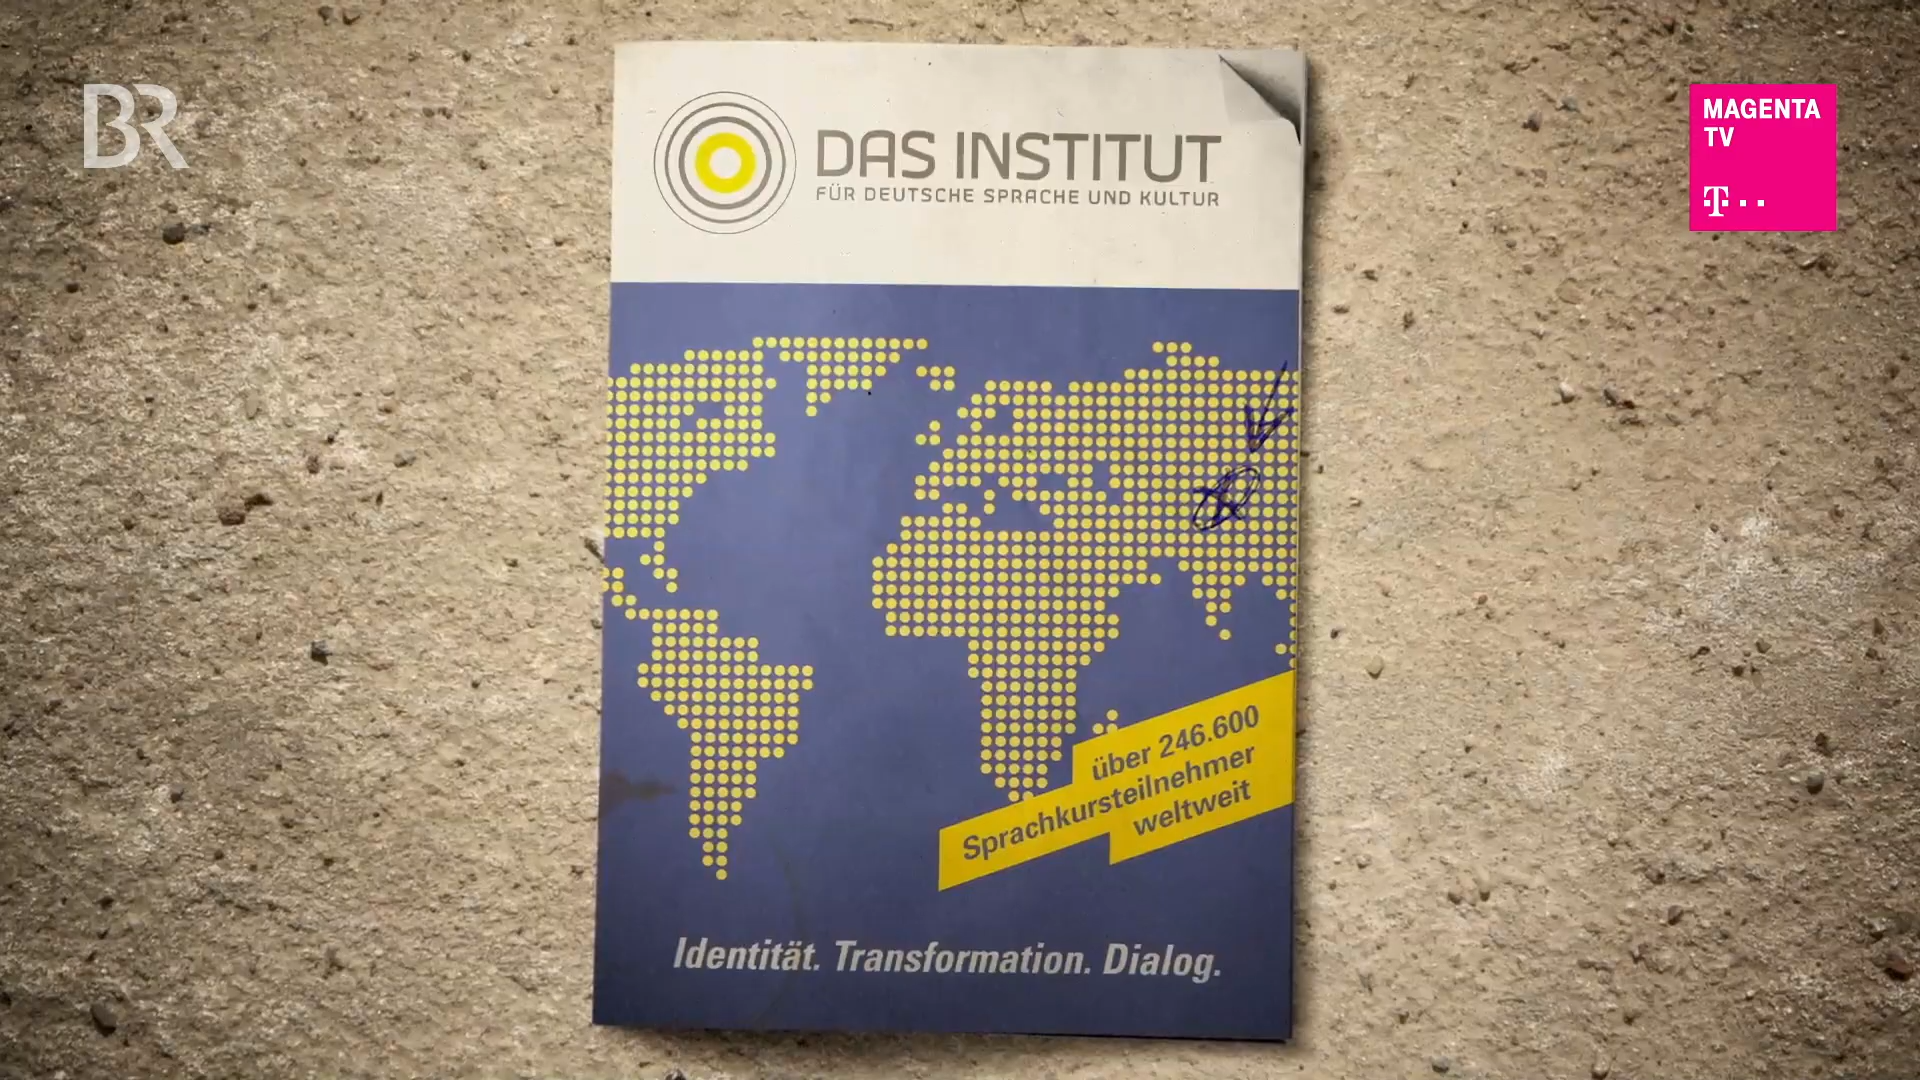 BR
MAGENTA
TV
T
DAS INSTITUT
FÜR DEUTSCHE SPRACHE UND KULTUR
über 246.600
Sprachkursteilnehmer
weltweit
Identität. Transformation. Dialog.